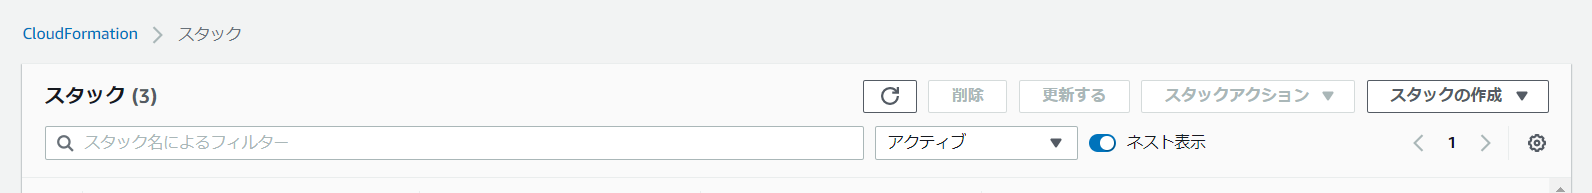 CloudFormation > スタック
スタック (3) 削除 更新する スタックアクション スタックの作成
スタック名によるフィルター アクティブ ネスト表示 1